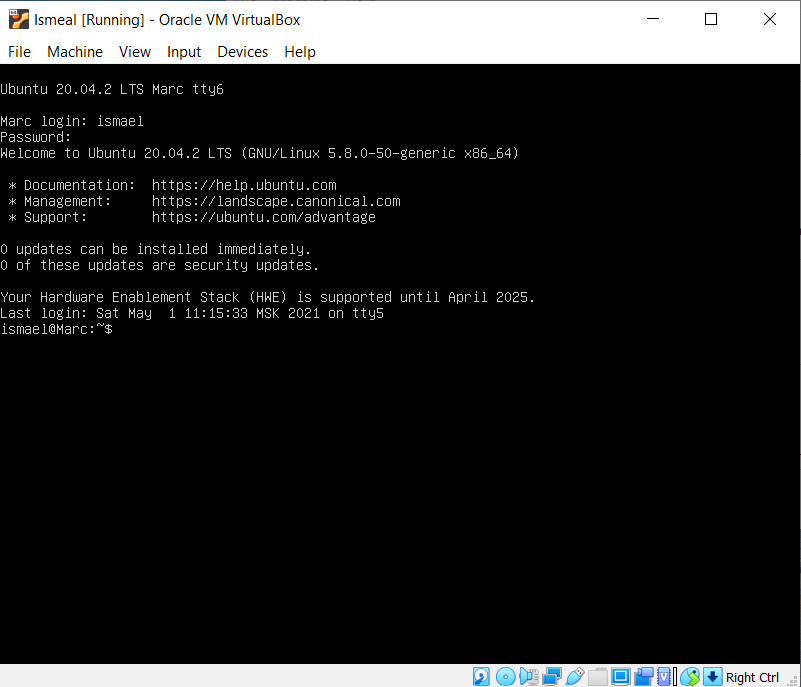 Ismeal [Running] - Oracle VM VirtualBox
File Machine View Input Devices Help
Ubuntu 20.04.2 LTS Marc tty6
Marc login: ismael
Password:
Welcome to Ubuntu 20.04.2 LTS (GNU/Linux 5.8.0-50-generic x86_64)
* Documentation: https://help.ubuntu.com
* Management: https://landscape.canonical.com
* Support: https://ubuntu.com/advantage
0 updates can be installed immediately.
0 of these updates are security updates.
Your Hardware Enablement Stack (HWE) is supported until April 2025.
Last login: Sat May 1 11:15:33 MSK 2021 on tty5
ismael@Marc:~$
Right Ctrl